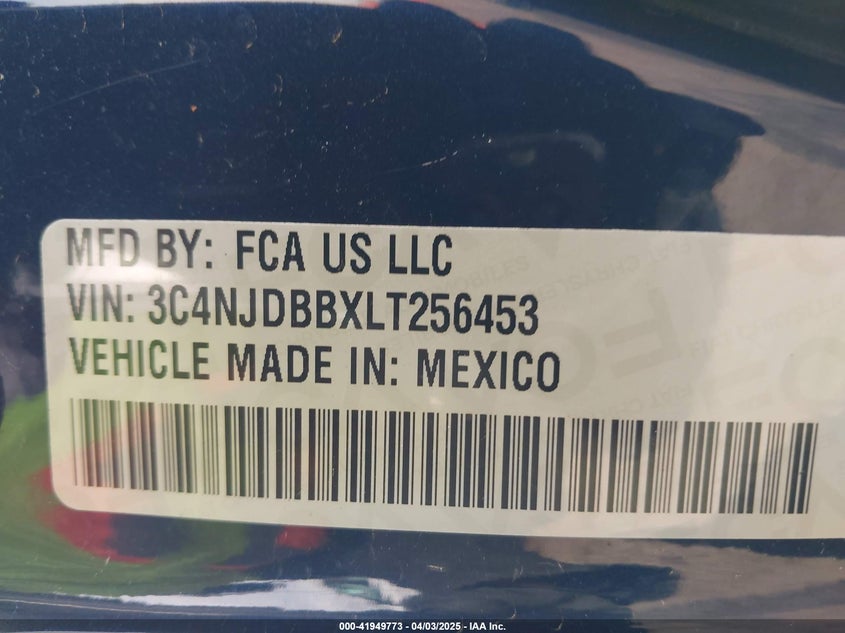 MFD BY: FCA US LLC
VIN: 3C4NJDBBXLT256453
VEHICLE MADE IN: MEXICO
000-41949773 - 04/03/2025 - IAA Inc.